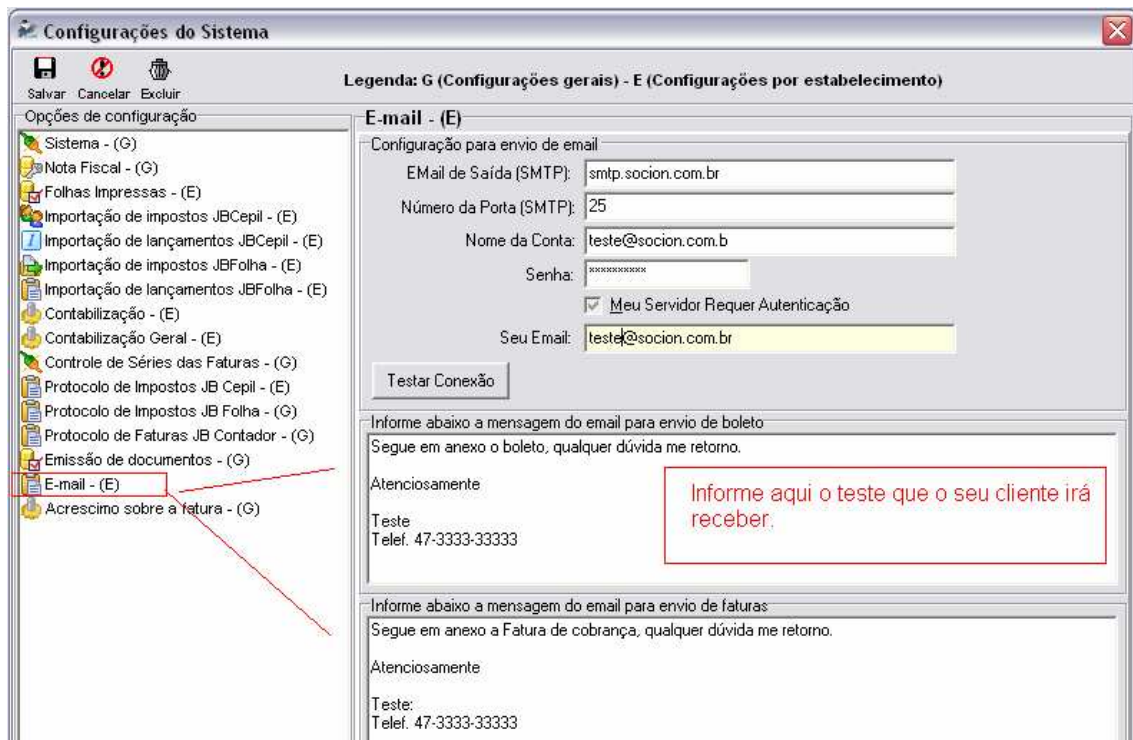 Configurações do Sistema
Salvar Cancelar Excluir
Legenda: G (Configurações gerais) - E (Configurações por estabelecimento)
Opções de configuração
Sistema - (G)
Nota Fiscal - (G)
Folhas Impressas - (E)
Importação de impostos JBCepil - (E)
Importação de lançamentos JBCepil - (E)
Importação de impostos JBFolha - (E)
Importação de lançamentos JBFolha - (E)
Contabilização - (E)
Contabilização Geral - (E)
Controle de Séries das Faturas - (G)
Protocolo de Impostos JB Cepil - (E)
Protocolo de Impostos JB Folha - (G)
Protocolo de Faturas JB Contador - (G)
Emissão de documentos - (G)
E-mail - (E)
Acrescimo sobre a fatura - (G)
E-mail - (E)
Configuração para envio de email
EMail de Saída (SMTP): smtp.socion.com.br
Número da Porta (SMTP): 25
Nome da Conta: teste@socion.com.b
Senha: **********
Meu Servidor Requer Autenticação
Seu Email: teste@socion.com.br
Testar Conexão
Informe abaixo a mensagem do email para envio de boleto
Segue em anexo o boleto, qualquer dúvida me retorno.
Atenciosamente
Teste
Telef. 47-3333-33333
Informe aqui o teste que o seu cliente irá
receber.
Informe abaixo a mensagem do email para envio de faturas
Segue em anexo a Fatura de cobrança, qualquer dúvida me retorno.
Atenciosamente
Teste:
Telef. 47-3333-33333